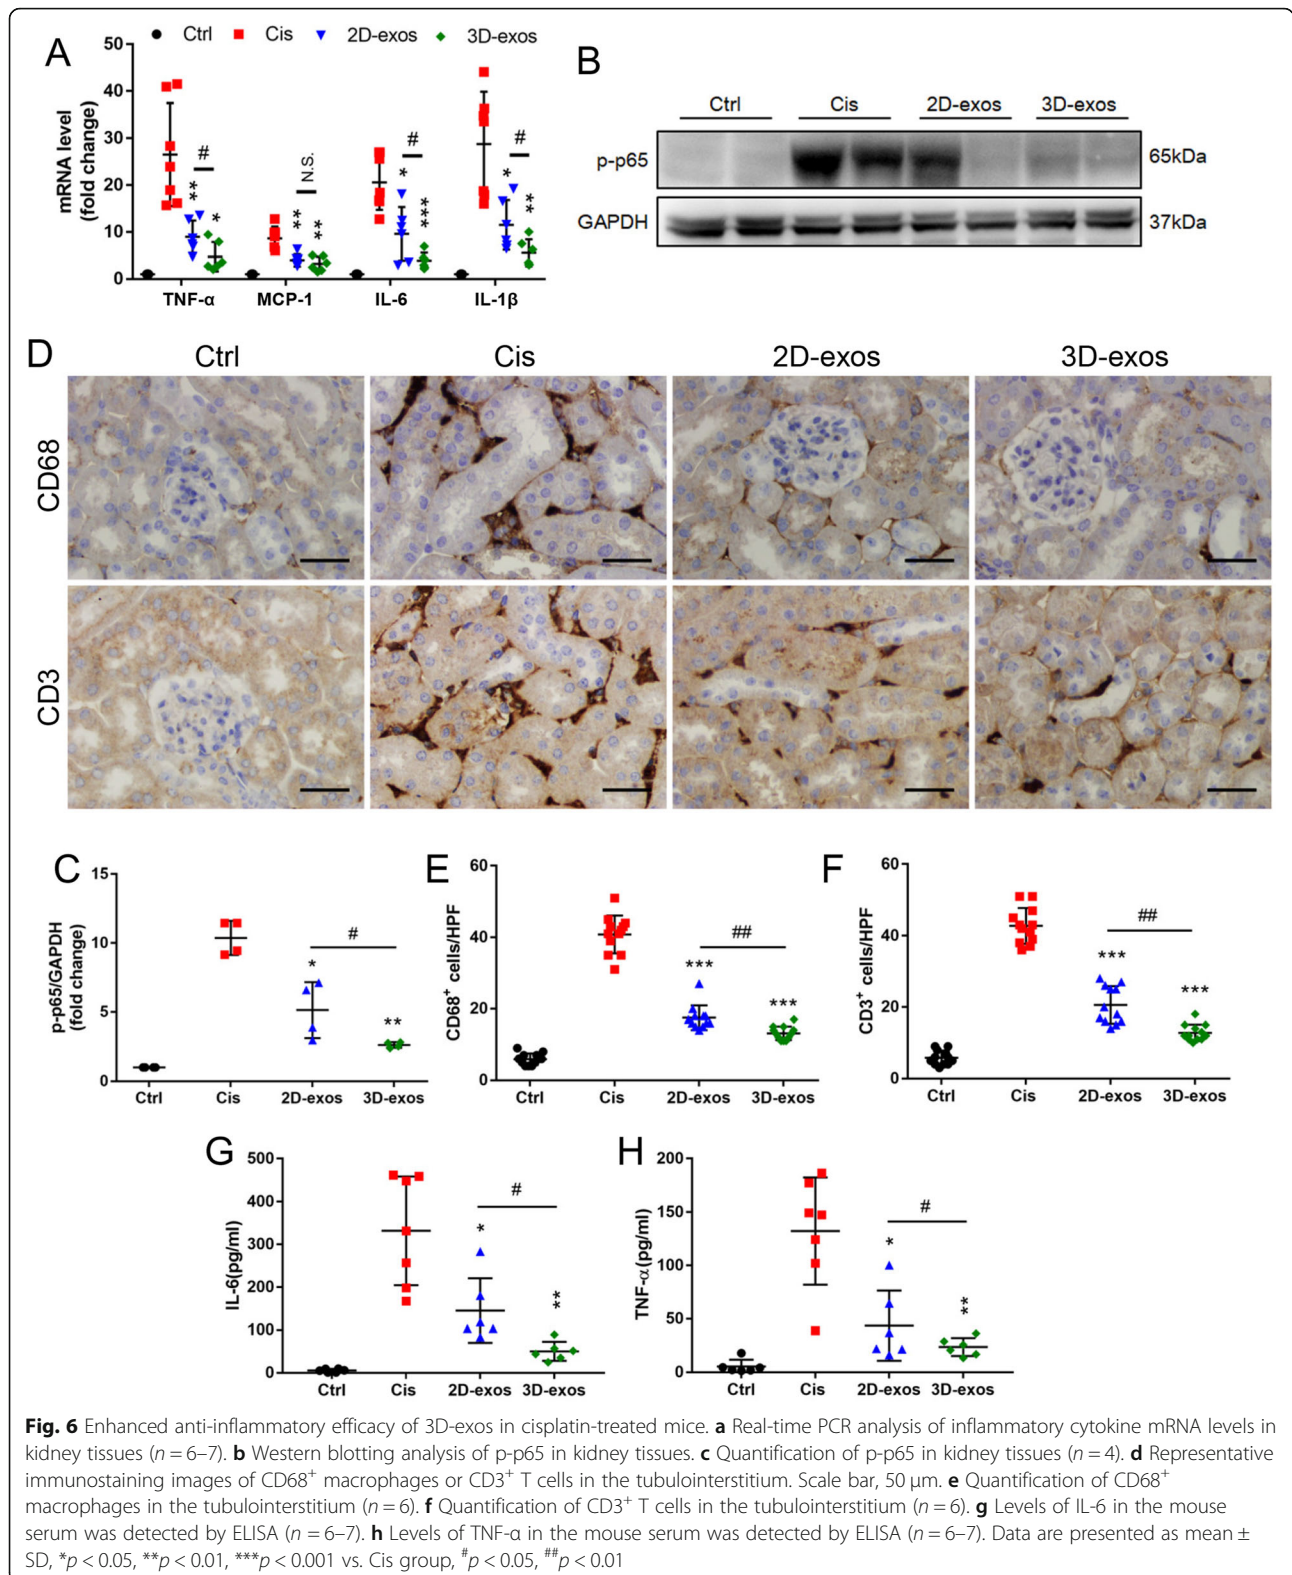 A
Ctrl
Cis
2D-exos
3D-exos
mRNA level
(fold change)
50
40
30
20
10
0
#
**
*
N.S.
**
**
#
*
***
#
*
**
TNF-α
MCP-1
IL-6
IL-1β
B
Ctrl
Cis
2D-exos
3D-exos
p-p65
65kDa
GAPDH
37kDa
D
Ctrl
Cis
2D-exos
3D-exos
CD68
CD3
C
p-p65/GAPDH
(fold change)
15
10
5
0
#
*
**
Ctrl
Cis
2D-exos
3D-exos
E
CD68+ cells/HPF
60
40
20
0
##
***
***
Ctrl
Cis
2D-exos
3D-exos
F
CD3+ cells/HPF
60
40
20
0
##
***
***
Ctrl
Cis
2D-exos
3D-exos
G
IL-6(pg/ml)
500
400
300
200
100
0
#
*
**
Ctrl
Cis
2D-exos
3D-exos
H
TNF-α(pg/ml)
200
150
100
50
0
#
*
**
Ctrl
Cis
2D-exos
3D-exos
Fig. 6 Enhanced anti-inflammatory efficacy of 3D-exos in cisplatin-treated mice. a Real-time PCR analysis of inflammatory cytokine mRNA levels in
kidney tissues (n = 6–7). b Western blotting analysis of p-p65 in kidney tissues. c Quantification of p-p65 in kidney tissues (n = 4). d Representative
immunostaining images of CD68+ macrophages or CD3+ T cells in the tubulointerstitium. Scale bar, 50 μm. e Quantification of CD68+
macrophages in the tubulointerstitium (n = 6). f Quantification of CD3+ T cells in the tubulointerstitium (n = 6). g Levels of IL-6 in the mouse
serum was detected by ELISA (n = 6–7). h Levels of TNF-α in the mouse serum was detected by ELISA (n = 6–7). Data are presented as mean ±
SD, *p < 0.05, **p < 0.01, ***p < 0.001 vs. Cis group, #p < 0.05, ##p < 0.01